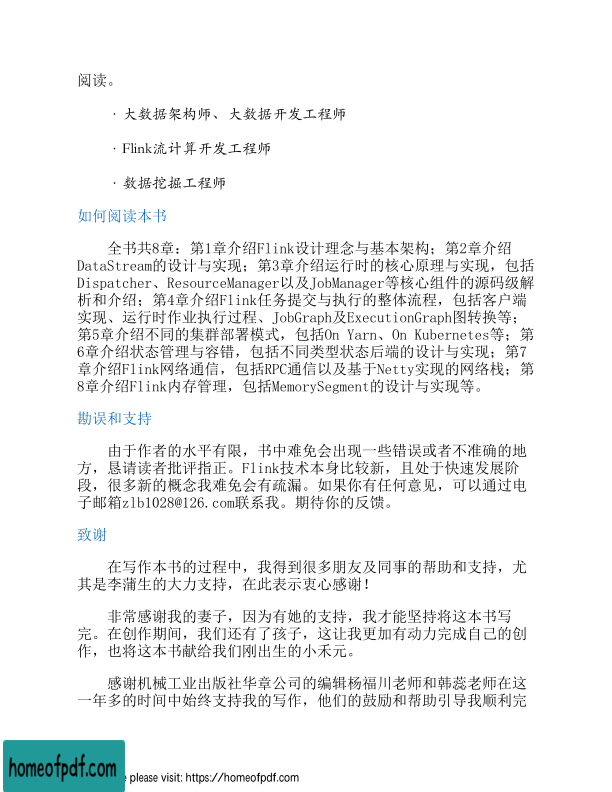 阅读。
· 大数据架构师、大数据开发工程师
· Flink流计算开发工程师
· 数据挖掘工程师
如何阅读本书
全书共8章：第1章介绍Flink设计理念与基本架构；第2章介绍
DataStream的设计与实现；第3章介绍运行时的核心原理与实现，包括
Dispatcher、ResourceManager以及JobManager等核心组件的源码级解
析和介绍；第4章介绍Flink任务提交与执行的整体流程，包括客户端
实现、运行时作业执行过程、JobGraph及ExecutionGraph图转换等；
第5章介绍不同的集群部署模式，包括On Yarn、On Kubernetes等；第
6章介绍状态管理与容错，包括不同类型状态后端的设计与实现；第7
章介绍Flink网络通信，包括RPC通信以及基于Netty实现的网络栈；第
8章介绍Flink内存管理，包括MemorySegment的设计与实现等。
勘误和支持
由于作者的水平有限，书中难免会出现一些错误或者不准确的地
方，恳请读者批评指正。Flink技术本身比较新，且处于快速发展阶
段，很多新的概念我难免会有疏漏。如果你有任何意见，可以通过电
子邮箱zlb1028@126.com联系我。期待你的反馈。
致谢
在写作本书的过程中，我得到很多朋友及同事的帮助和支持，尤
其是李蒲生的大力支持，在此表示衷心感谢！
非常感谢我的妻子，因为有她的支持，我才能坚持将这本书写
完。在创作期间，我们还有了孩子，这让我更加有动力完成自己的创
作，也将这本书献给我们刚出生的小禾元。
感谢机械工业出版社华章公司的编辑杨福川老师和韩蕊老师在这
一年多的时间中始终支持我的写作，他们的鼓励和帮助引导我顺利完
homeofpdf.com
e please visit: https://homeofpdf.com